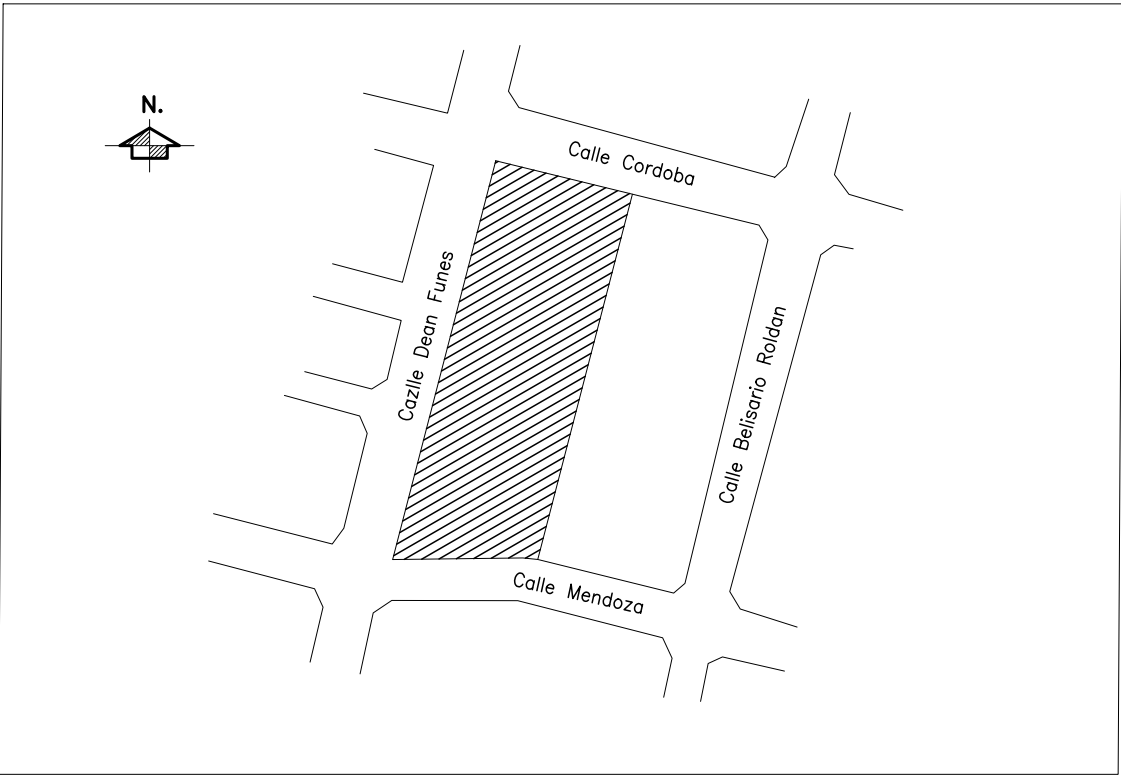 N.
Calle Cordoba
Cazlle Dean Funes
Calle Belisario Roldan
Calle Mendoza